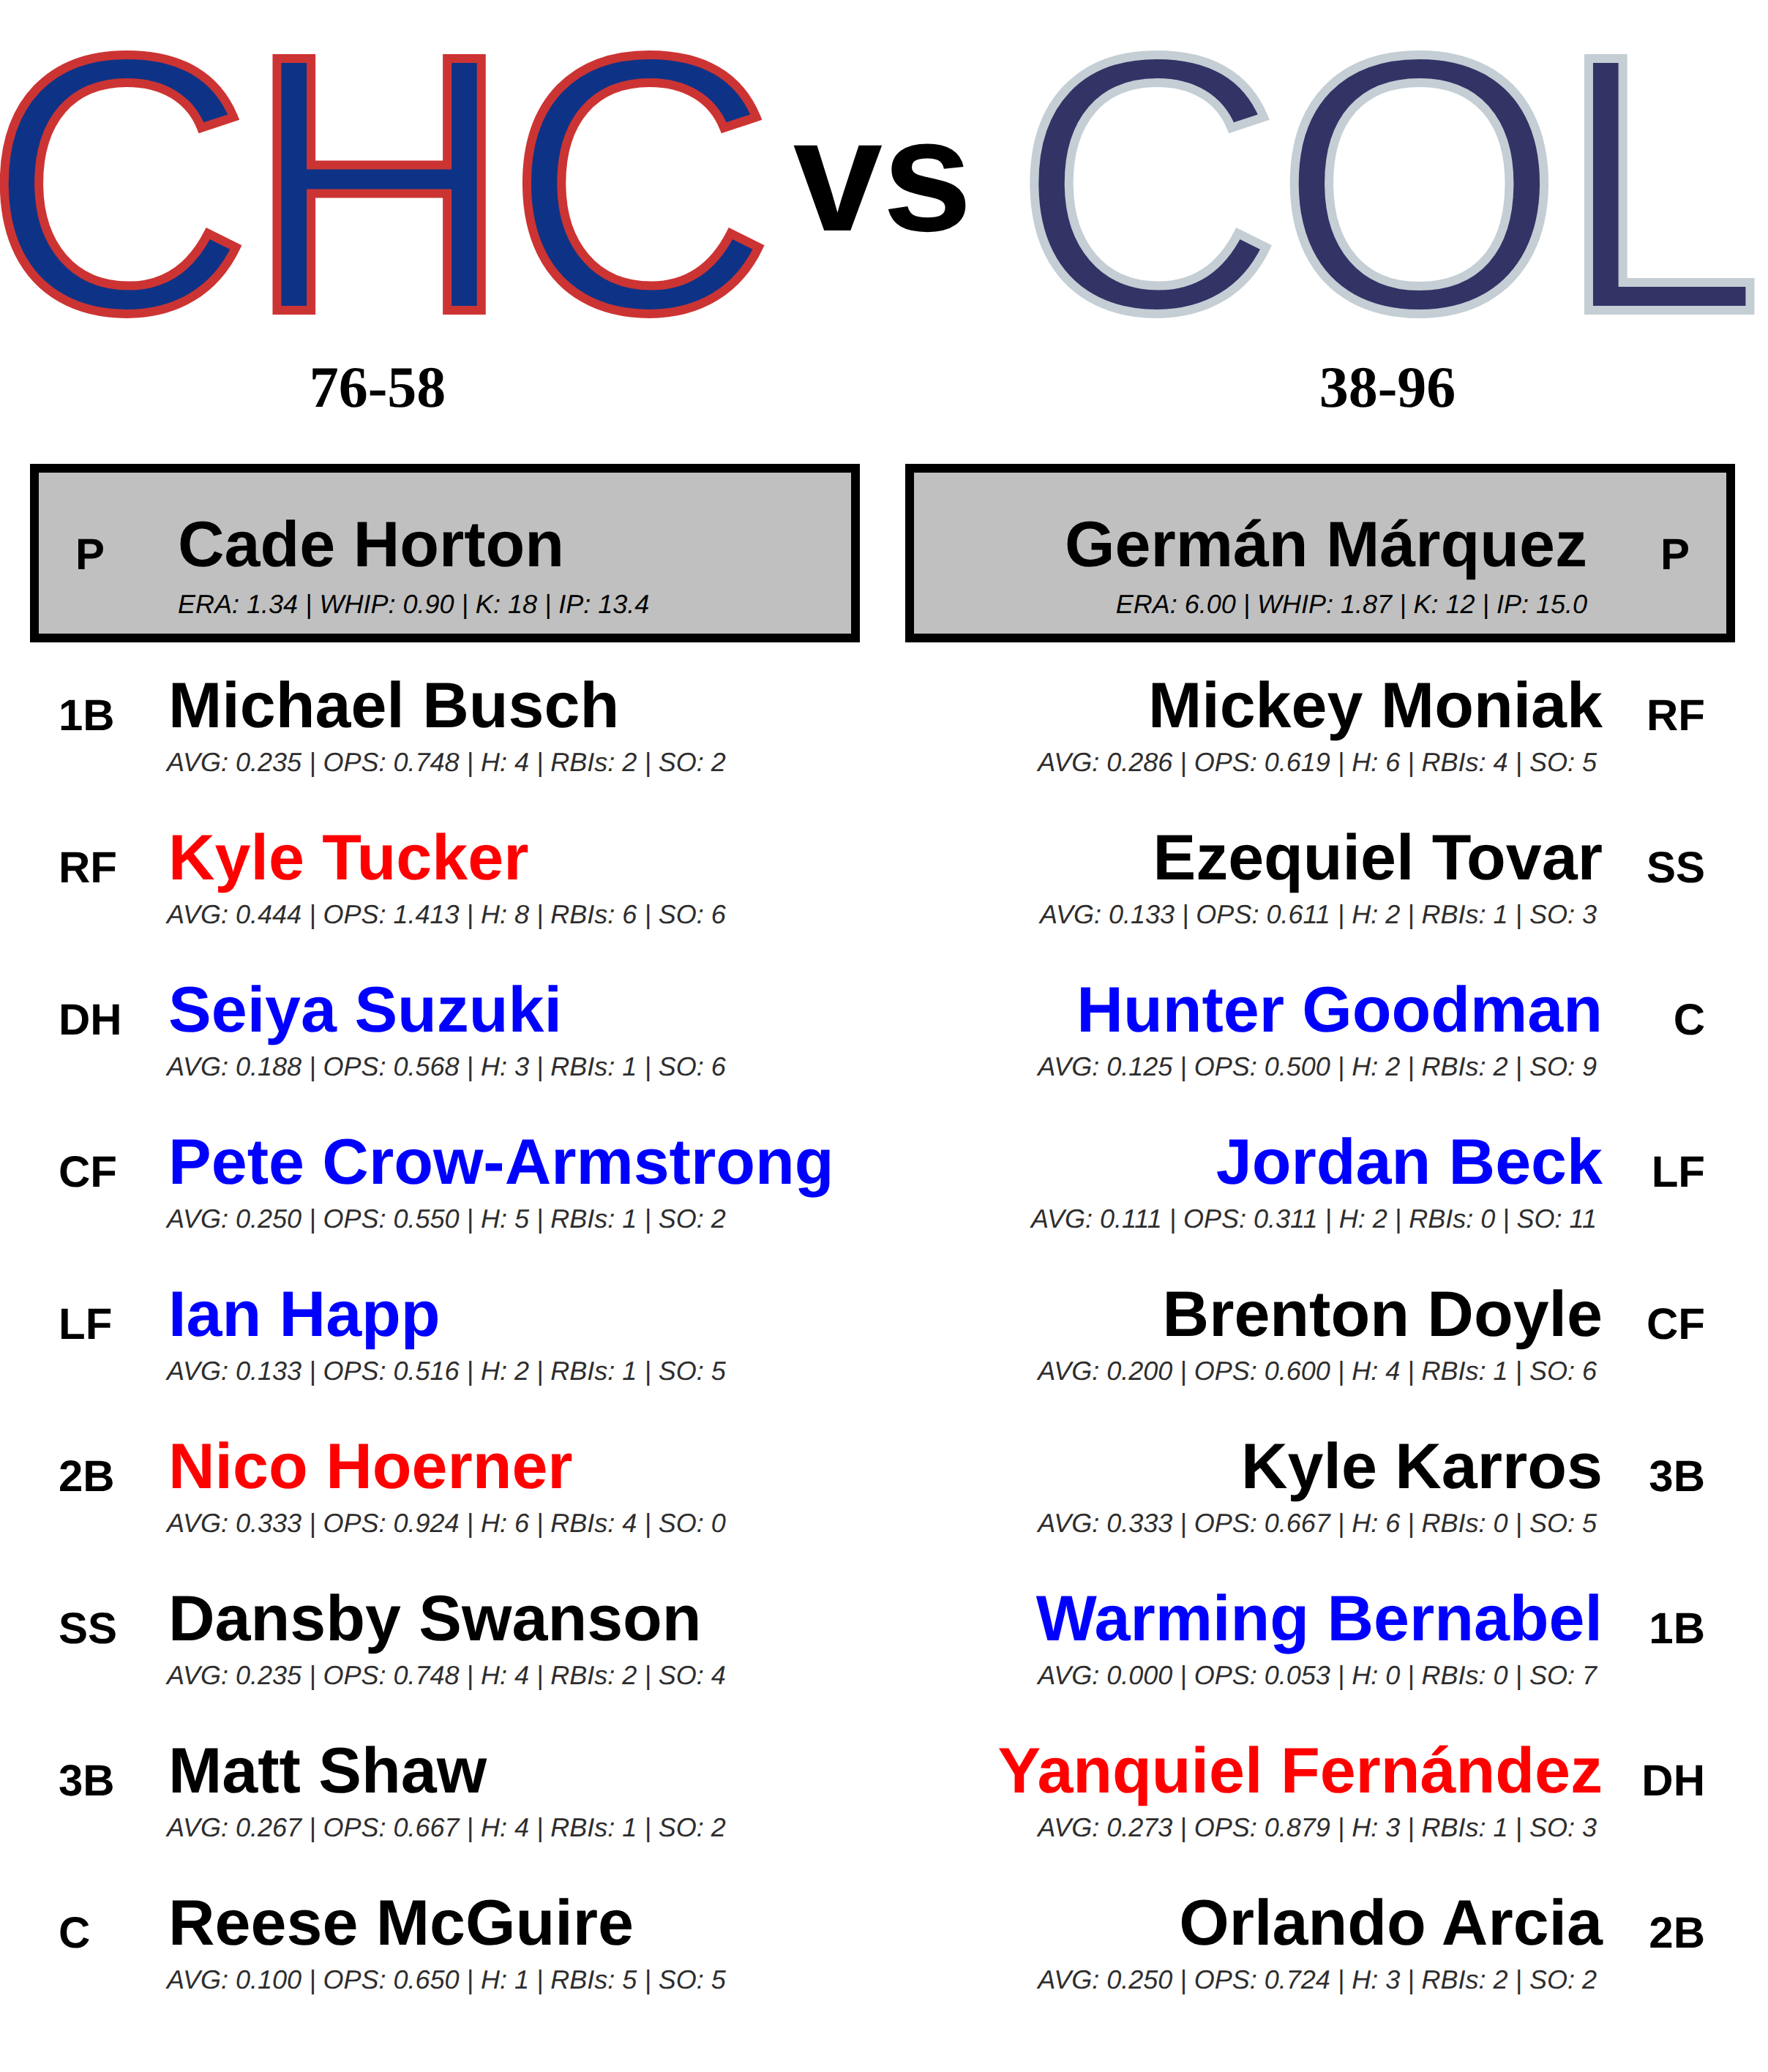 CHC vs COL
76-58 38-96
P Cade Horton
ERA: 1.34 | WHIP: 0.90 | K: 18 | IP: 13.4
Germán Márquez P
ERA: 6.00 | WHIP: 1.87 | K: 12 | IP: 15.0
1B Michael Busch
AVG: 0.235 | OPS: 0.748 | H: 4 | RBIs: 2 | SO: 2
RF Kyle Tucker
AVG: 0.444 | OPS: 1.413 | H: 8 | RBIs: 6 | SO: 6
DH Seiya Suzuki
AVG: 0.188 | OPS: 0.568 | H: 3 | RBIs: 1 | SO: 6
CF Pete Crow-Armstrong
AVG: 0.250 | OPS: 0.550 | H: 5 | RBIs: 1 | SO: 2
LF Ian Happ
AVG: 0.133 | OPS: 0.516 | H: 2 | RBIs: 1 | SO: 5
2B Nico Hoerner
AVG: 0.333 | OPS: 0.924 | H: 6 | RBIs: 4 | SO: 0
SS Dansby Swanson
AVG: 0.235 | OPS: 0.748 | H: 4 | RBIs: 2 | SO: 4
3B Matt Shaw
AVG: 0.267 | OPS: 0.667 | H: 4 | RBIs: 1 | SO: 2
C Reese McGuire
AVG: 0.100 | OPS: 0.650 | H: 1 | RBIs: 5 | SO: 5
Mickey Moniak RF
AVG: 0.286 | OPS: 0.619 | H: 6 | RBIs: 4 | SO: 5
Ezequiel Tovar SS
AVG: 0.133 | OPS: 0.611 | H: 2 | RBIs: 1 | SO: 3
Hunter Goodman C
AVG: 0.125 | OPS: 0.500 | H: 2 | RBIs: 2 | SO: 9
Jordan Beck LF
AVG: 0.111 | OPS: 0.311 | H: 2 | RBIs: 0 | SO: 11
Brenton Doyle CF
AVG: 0.200 | OPS: 0.600 | H: 4 | RBIs: 1 | SO: 6
Kyle Karros 3B
AVG: 0.333 | OPS: 0.667 | H: 6 | RBIs: 0 | SO: 5
Warming Bernabel 1B
AVG: 0.000 | OPS: 0.053 | H: 0 | RBIs: 0 | SO: 7
Yanquiel Fernández DH
AVG: 0.273 | OPS: 0.879 | H: 3 | RBIs: 1 | SO: 3
Orlando Arcia 2B
AVG: 0.250 | OPS: 0.724 | H: 3 | RBIs: 2 | SO: 2